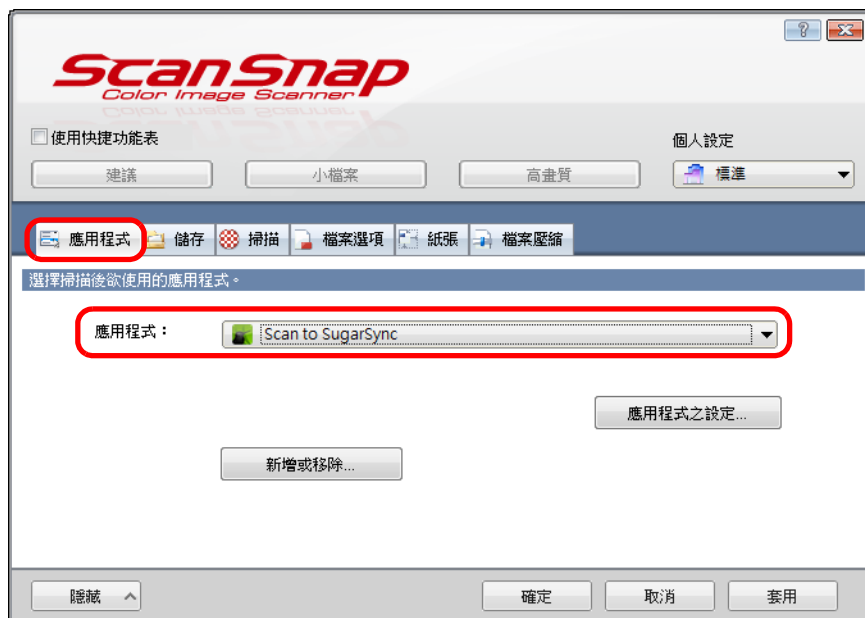 ScanSnap
Color Image Scanner
使用快捷功能表
個人設定
建議
小檔案
高畫質
標準
應用程式
儲存
掃描
檔案選項
紙張
檔案壓縮
選擇掃描後欲使用的應用程式。
應用程式：
Scan to SugarSync
應用程式之設定...
新增或移除...
隱藏
確定
取消
套用